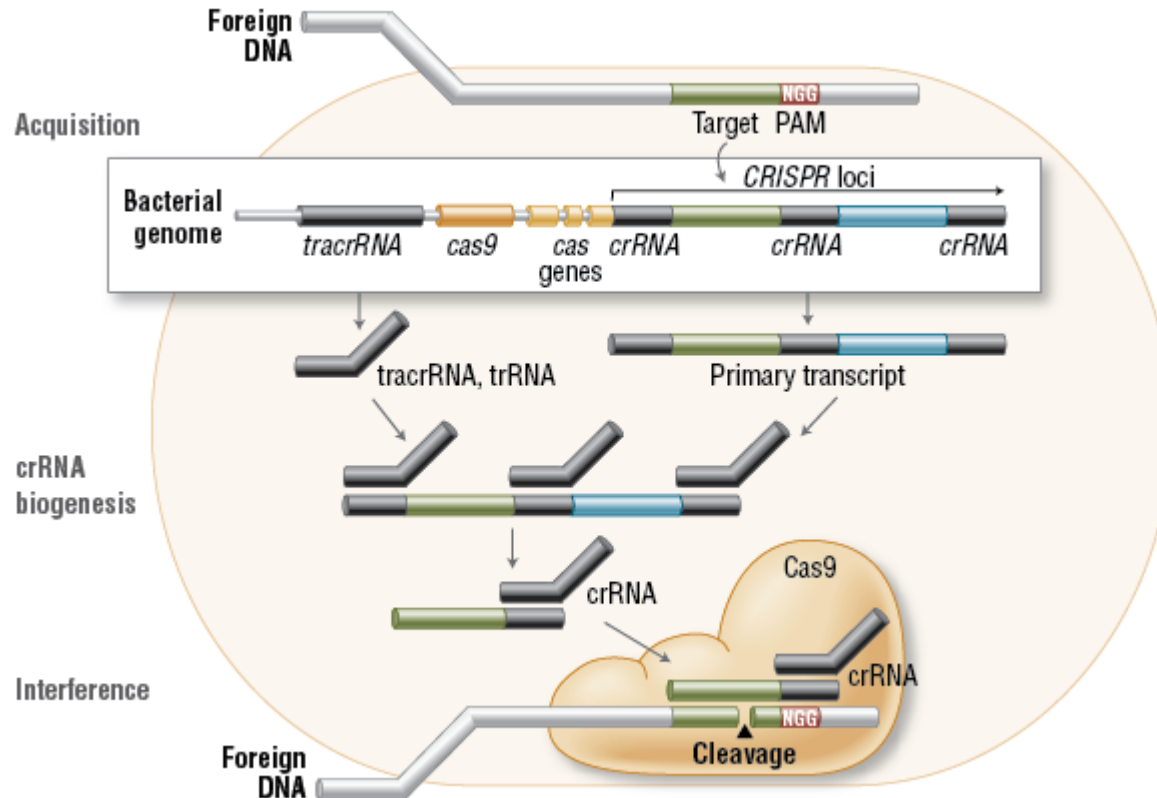 Foreign
DNA
NGG
Acquisition
Target PAM
CRISPR loci
Bacterial
genome
tracrRNA
cas9
cas
genes
crRNA
crRNA
crRNA
tracrRNA, trRNA
Primary transcript
crRNA
biogenesis
Cas9
crRNA
crRNA
Interference
NGG
Cleavage
Foreign
DNA